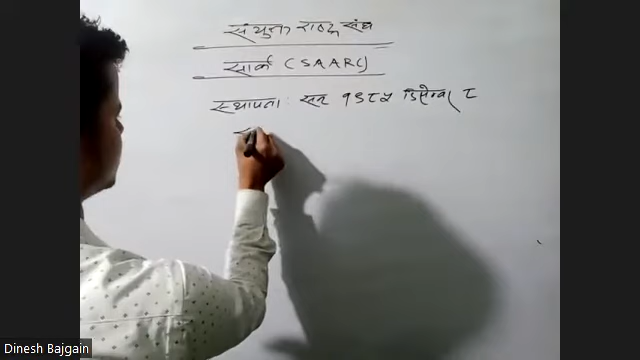 संयुक्त राष्ट्र संघ
सार्क (SAARC)
स्थापना : सन् १९८५ डिसेम्बर ८
Dinesh Bajgain